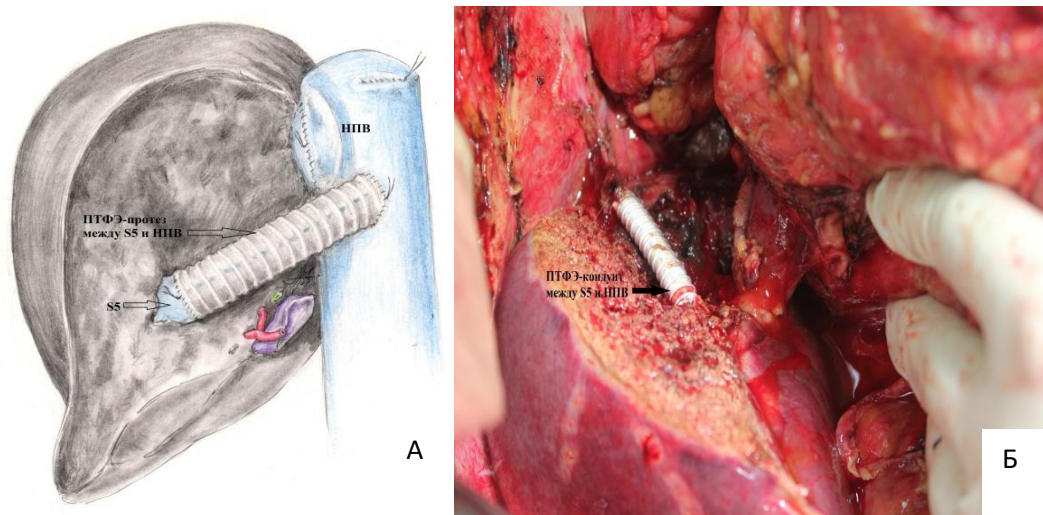 НПВ
ПТФЭ-протез
между S5 и НПВ
S5
А
ПТФЭ-кондуит
между S5 и НПВ
Б